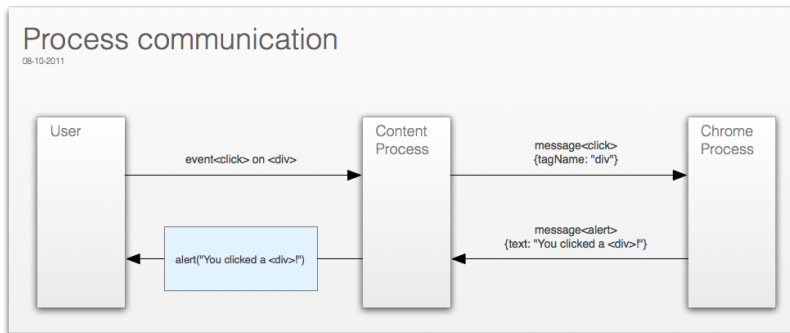 Process communication
08-10-2011
User
Content
Process
Chrome
Process
event<click> on <div>
message<click>
{tagName: "div"}
message<alert>
{text: "You clicked a <div>!"}
alert("You clicked a <div>!")